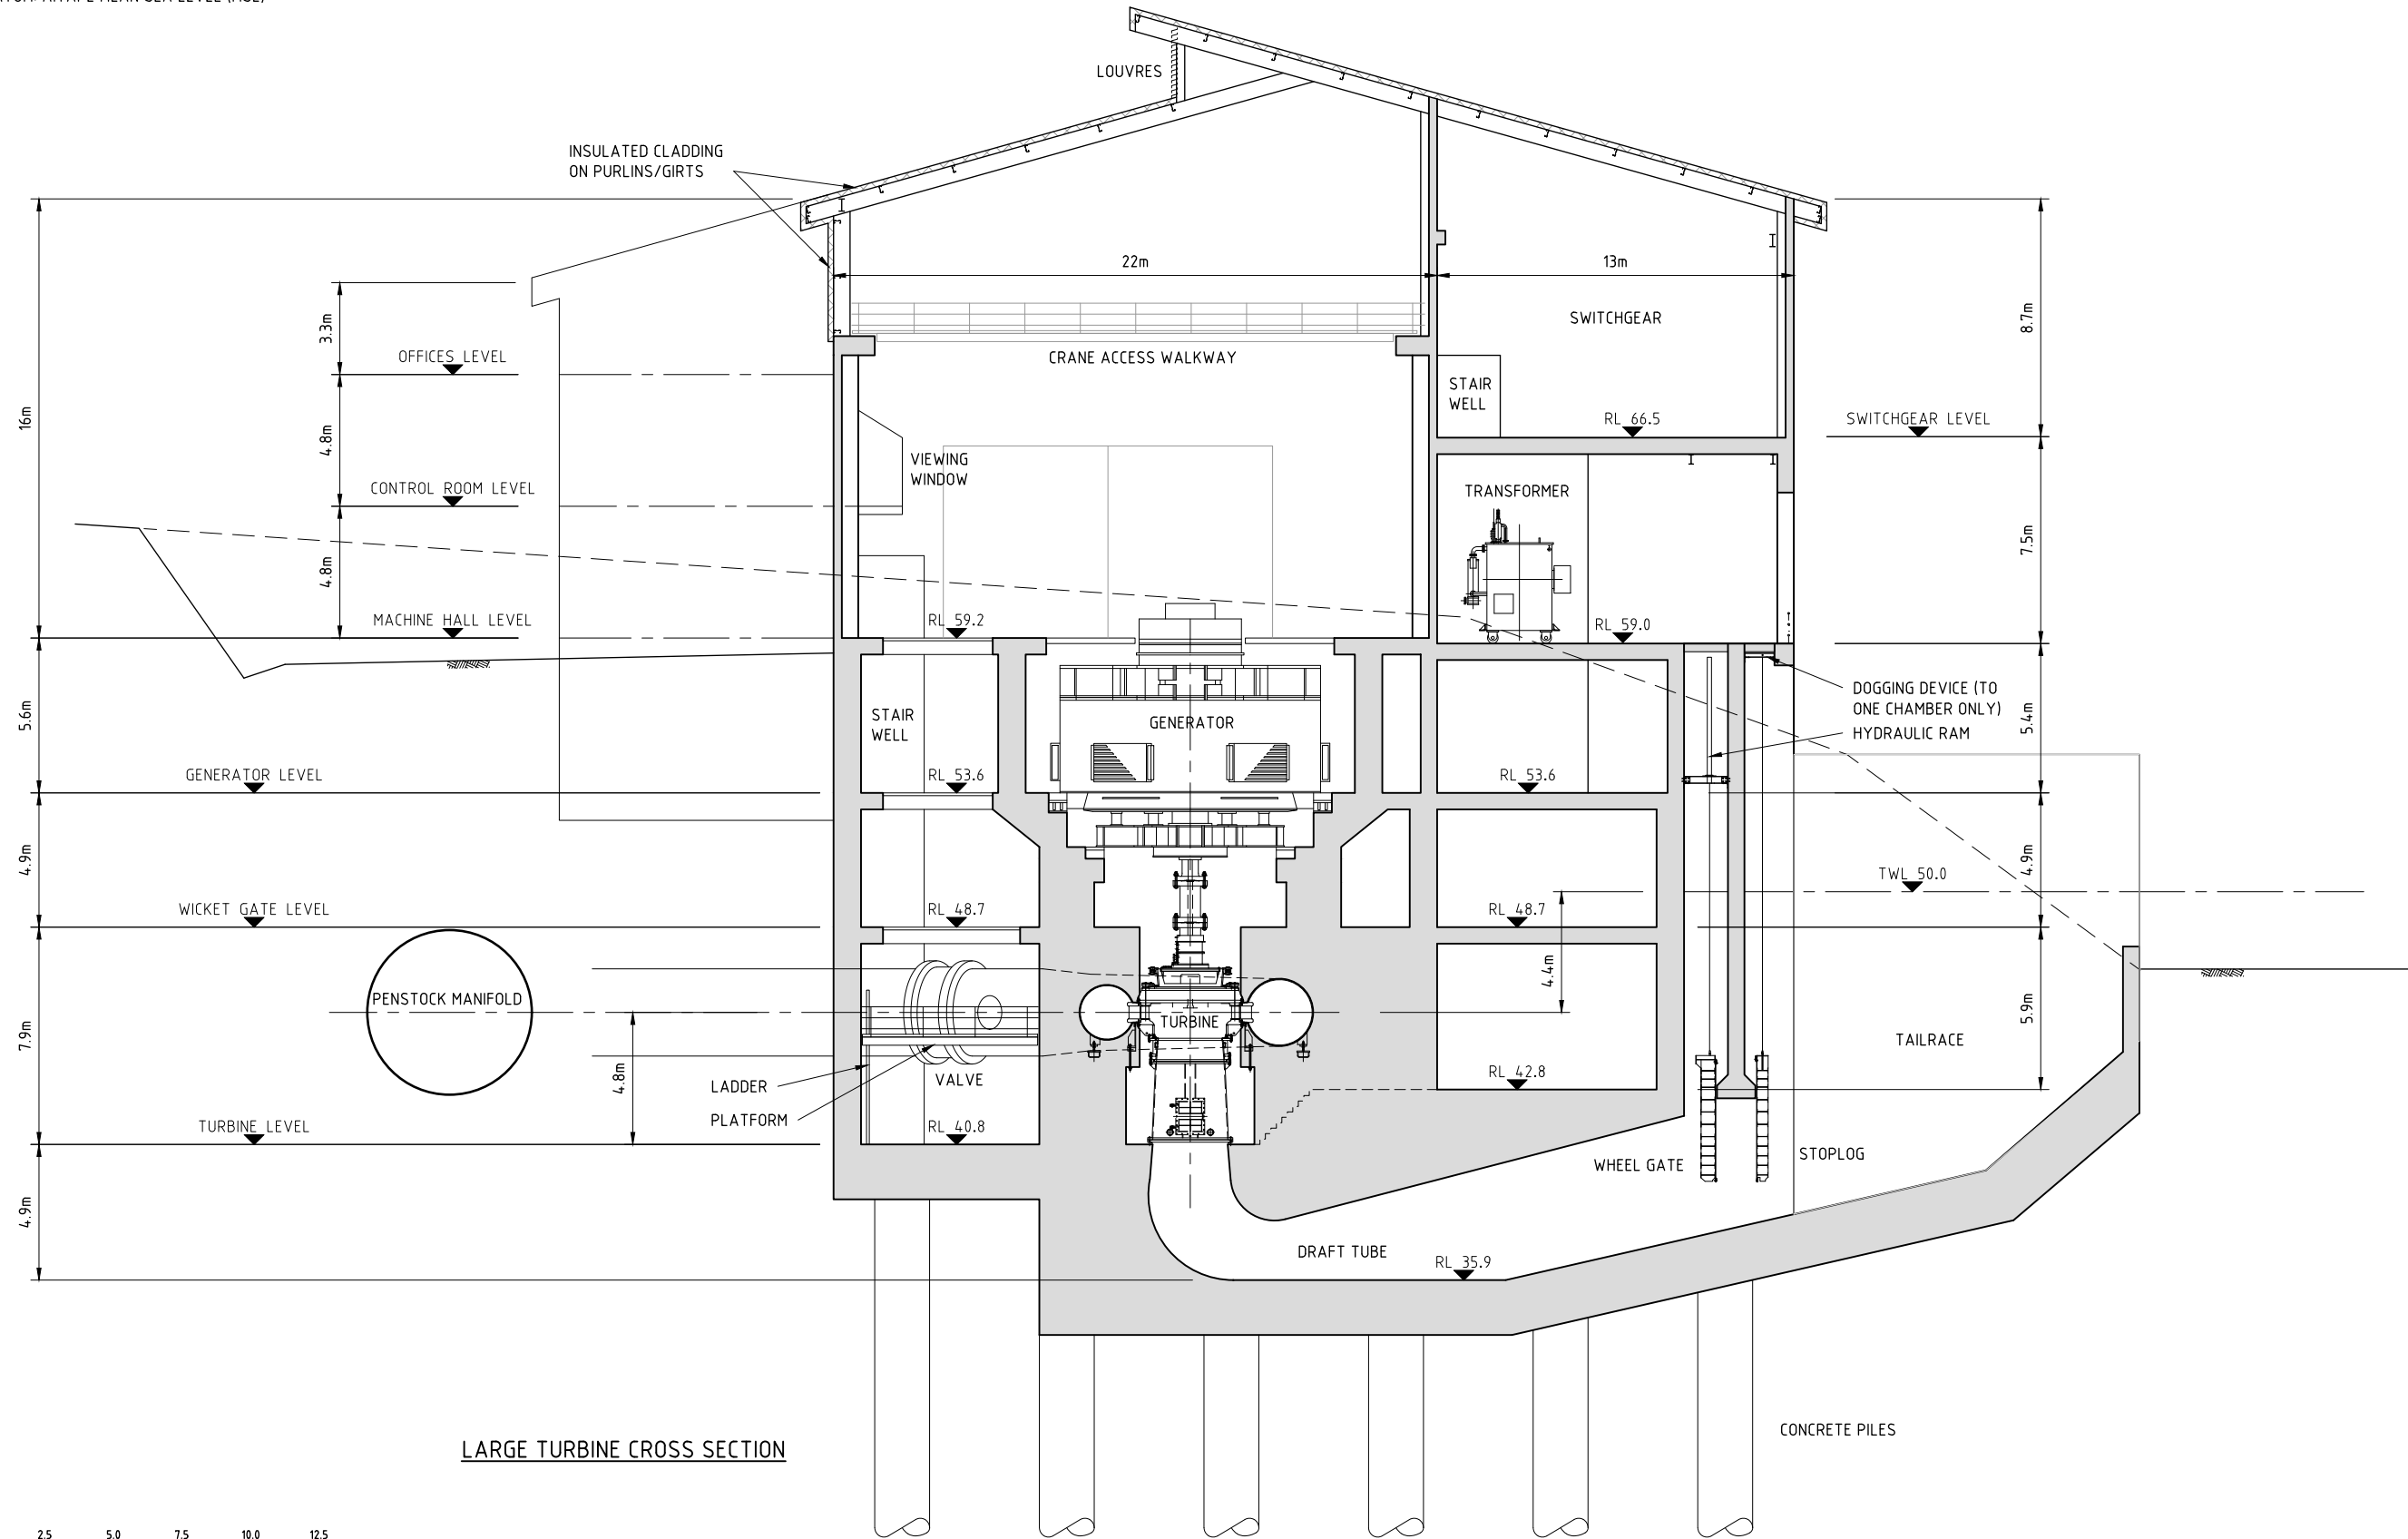 MEAN SEA LEVEL (MSL)
LOUVRES
INSULATED CLADDING
ON PURLINS/GIRTS
22m
13m
3.3m
8.7m
SWITCHGEAR
OFFICES LEVEL
CRANE ACCESS WALKWAY
STAIR
WELL
16m
4.8m
RL 66.5
SWITCHGEAR LEVEL
VIEWING
WINDOW
CONTROL ROOM LEVEL
TRANSFORMER
7.5m
4.8m
MACHINE HALL LEVEL
RL 59.2
RL 59.0
DOGGING DEVICE (TO
ONE CHAMBER ONLY)
HYDRAULIC RAM
5.6m
STAIR
WELL
GENERATOR
5.4m
GENERATOR LEVEL
RL 53.6
RL 53.6
4.9m
4.9m
TWL 50.0
WICKET GATE LEVEL
RL 48.7
RL 48.7
4.4m
PENSTOCK MANIFOLD
TURBINE
5.9m
7.9m
TAILRACE
4.8m
VALVE
LADDER
PLATFORM
RL 42.8
TURBINE LEVEL
RL 40.8
WHEEL GATE
STOPLOG
4.9m
DRAFT TUBE
RL 35.9
CONCRETE PILES
LARGE TURBINE CROSS SECTION
2.5 5.0 7.5 10.0 12.5